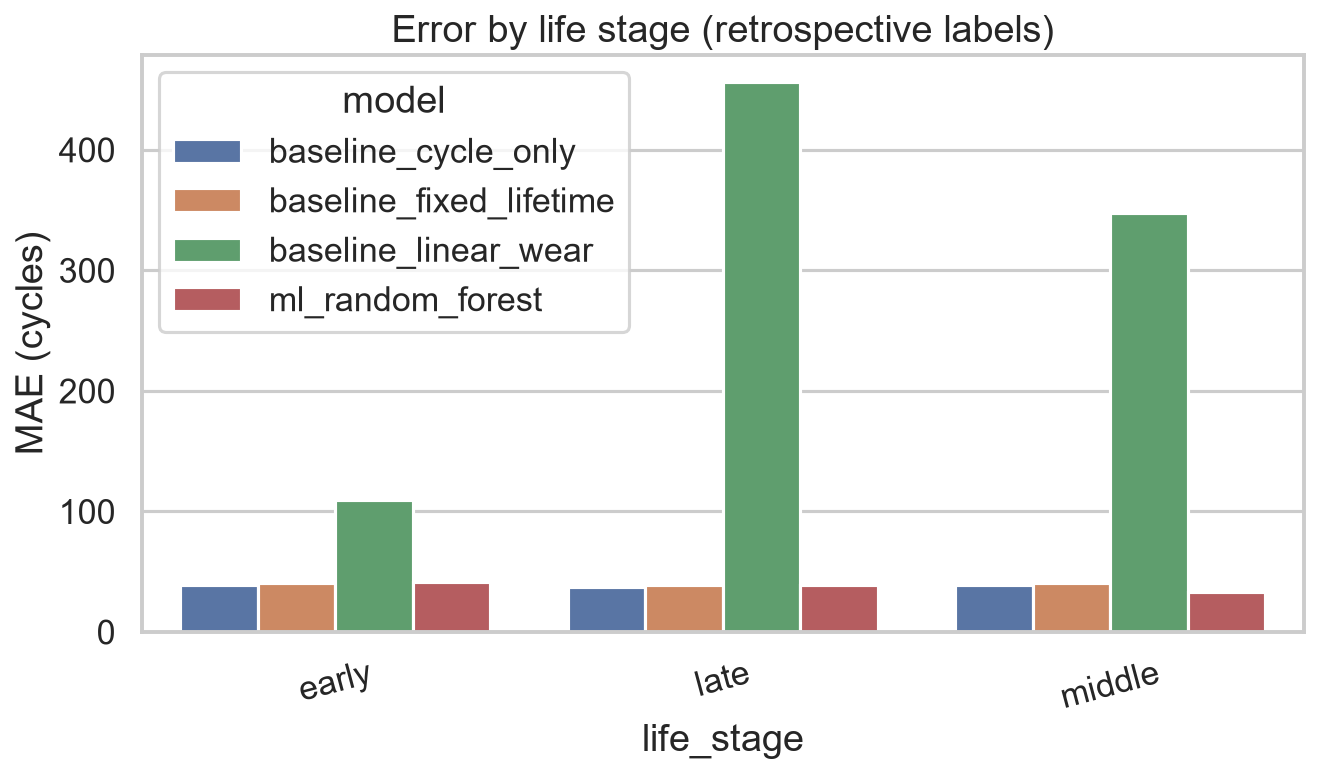 Error by life stage (retrospective labels)
model
baseline_cycle_only
baseline_fixed_lifetime
baseline_linear_wear
ml_random_forest
MAE (cycles)
400
300
200
100
0
early
late
middle
life_stage